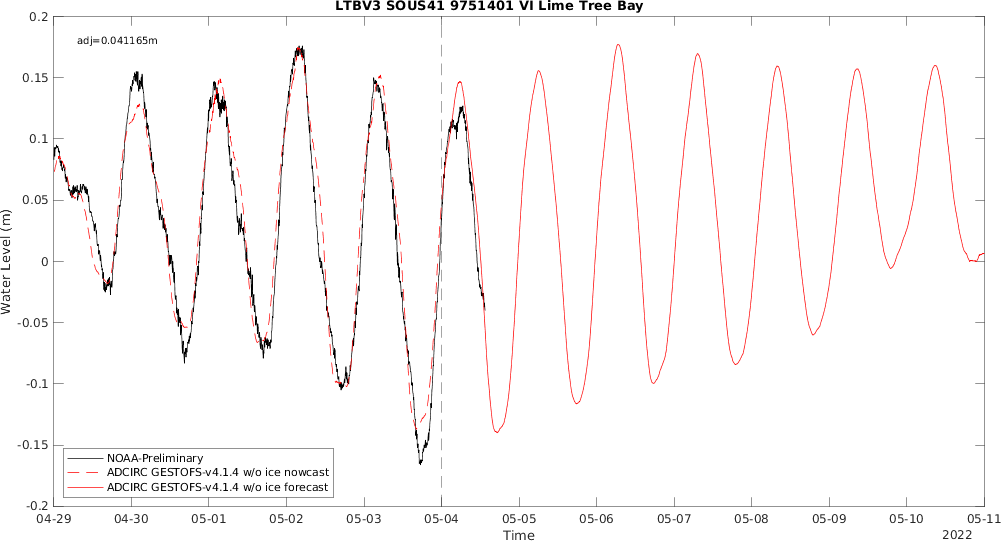 LTBV3 SOUS41 9751401 VI Lime Tree Bay
adj=0.041165m
0.2
0.15
0.1
0.05
0
-0.05
-0.1
-0.15
-0.2
Water Level (m)
NOAA-Preliminary
ADCIRC GESTOFS-v4.1.4 w/o ice nowcast
ADCIRC GESTOFS-v4.1.4 w/o ice forecast
04-29 04-30 05-01 05-02 05-03 05-04 05-05 05-06 05-07 05-08 05-09 05-10 05-11
Time
2022